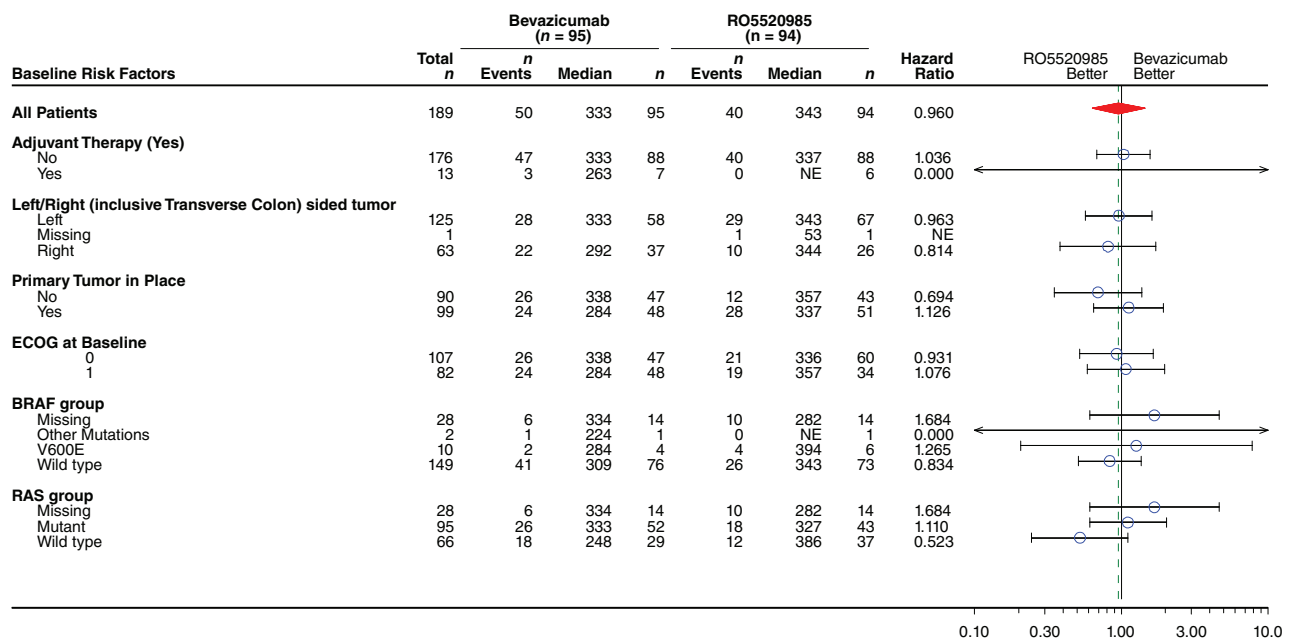 Bevazicumab RO5520985
(n = 95) (n = 94)
Total n n Hazard RO5520985 Bevazicumab
Baseline Risk Factors n Events Median n Events Median n Ratio Better Better
All Patients 189 50 333 95 40 343 94 0.960
Adjuvant Therapy (Yes)
No 176 47 333 88 40 337 88 1.036
Yes 13 3 263 7 0 NE 6 0.000
Left/Right (inclusive Transverse Colon) sided tumor
Left 125 28 333 58 29 343 67 0.963
Missing 1 1 53 1 NE
Right 63 22 292 37 10 344 26 0.814
Primary Tumor in Place
No 90 26 338 47 12 357 43 0.694
Yes 99 24 284 48 28 337 51 1.126
ECOG at Baseline
0 107 26 338 47 21 336 60 0.931
1 82 24 284 48 19 357 34 1.076
BRAF group
Missing 28 6 334 14 10 282 14 1.684
Other Mutations 2 1 224 1 0 NE 1 0.000
V600E 10 2 284 4 4 394 6 1.265
Wild type 149 41 309 76 26 343 73 0.834
RAS group
Missing 28 6 334 14 10 282 14 1.684
Mutant 95 26 333 52 18 327 43 1.110
Wild type 66 18 248 29 12 386 37 0.523
0.10 0.30 1.00 3.00 10.0